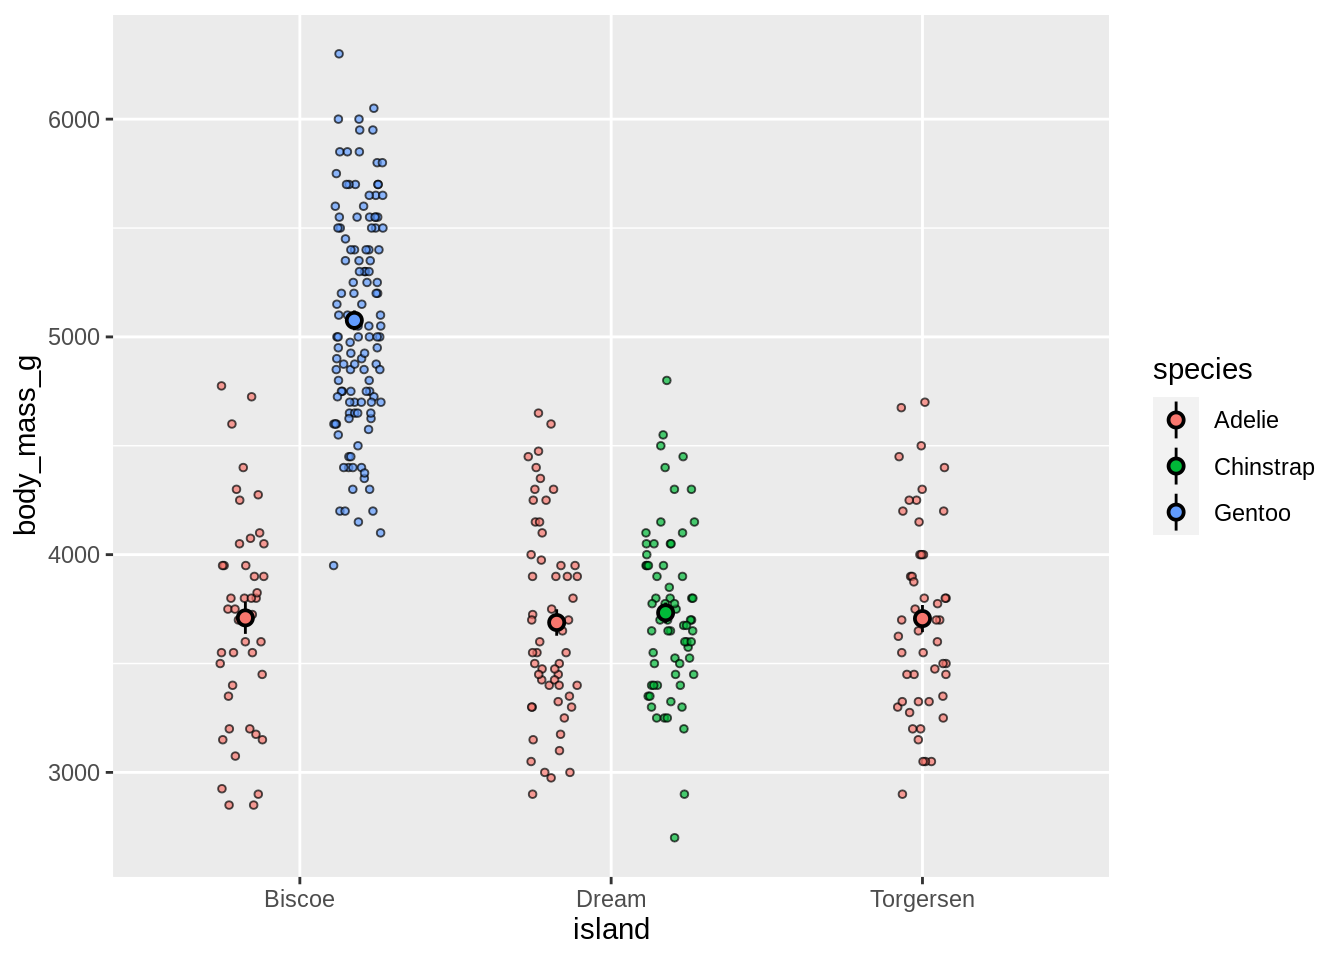 6000
5000
4000
3000
body_mass_g
Biscoe
Dream
Torgersen
island
species
Adelie
Chinstrap
Gentoo